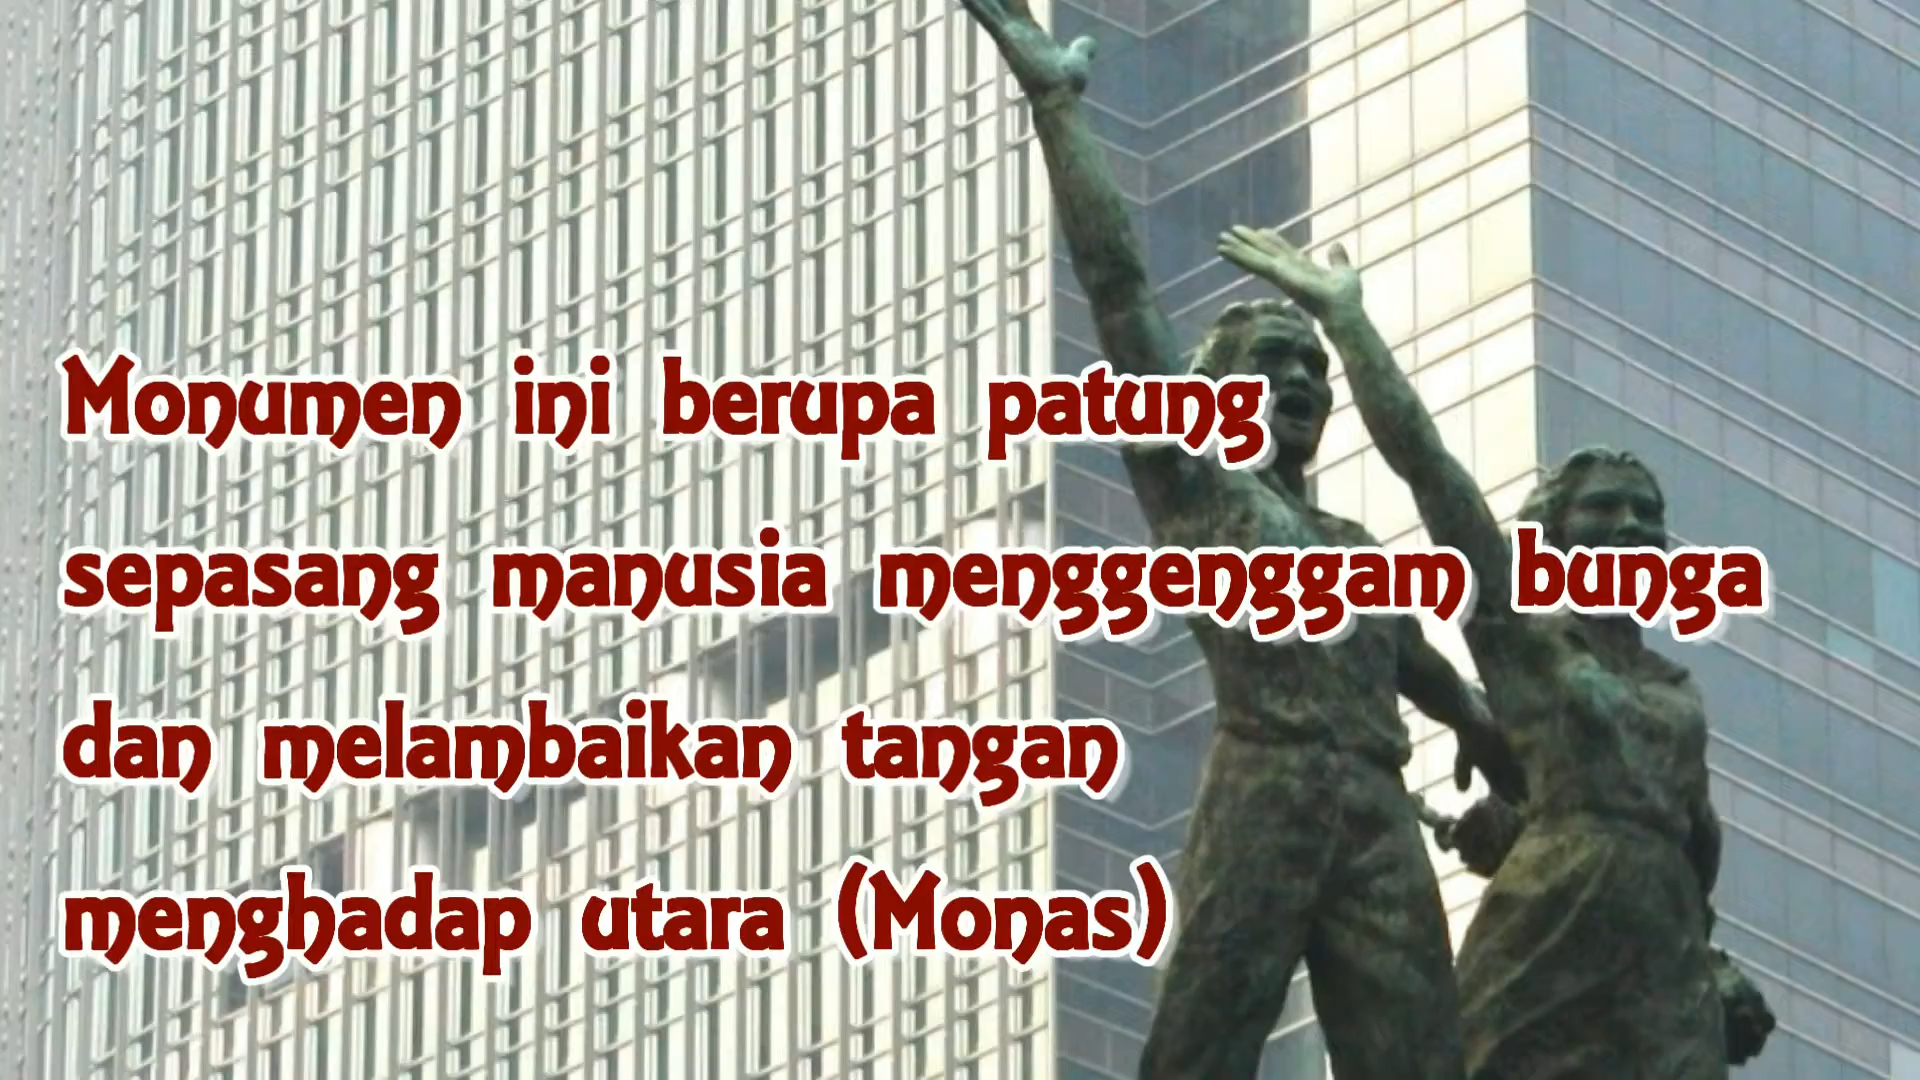 Monumen ini berupa patung
sepasang manusia menggenggam bunga
dan melambaikan tangan
menghadap utara (Monas)